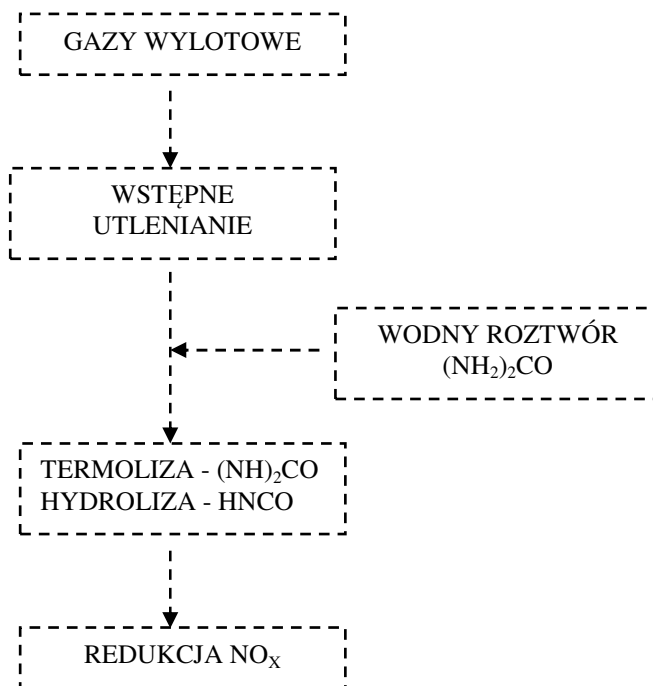 GAZY WYLOTOWE
WSTĘPNE
UTLENIANIE
WODNY ROZTWÓR
(NH₂)₂CO
TERMOLIZA - (NH)₂CO
HYDROLIZA - HNCO
REDUKCJA NOₓ